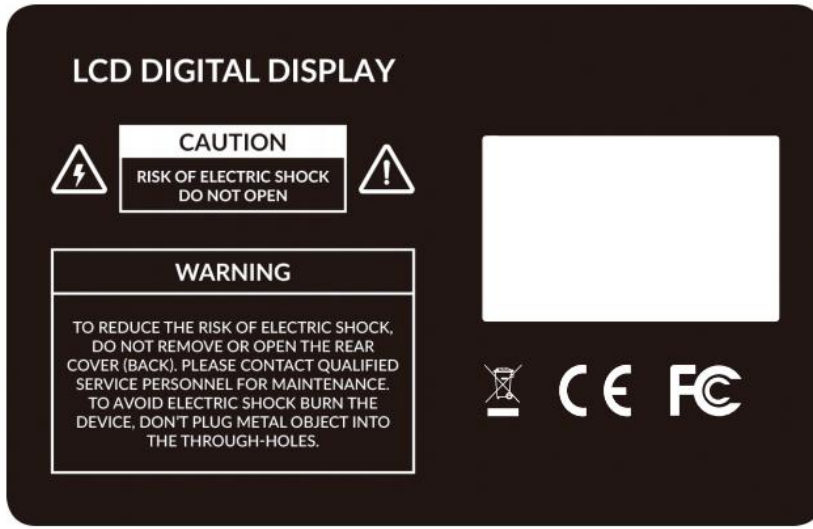 LCD DIGITAL DISPLAY
CAUTION
RISK OF ELECTRIC SHOCK
DO NOT OPEN
WARNING
TO REDUCE THE RISK OF ELECTRIC SHOCK,
DO NOT REMOVE OR OPEN THE REAR
COVER (BACK). PLEASE CONTACT QUALIFIED
SERVICE PERSONNEL FOR MAINTENANCE.
TO AVOID ELECTRIC SHOCK BURN THE
DEVICE, DON'T PLUG METAL OBJECT INTO
THE THROUGH-HOLES.
CE FC